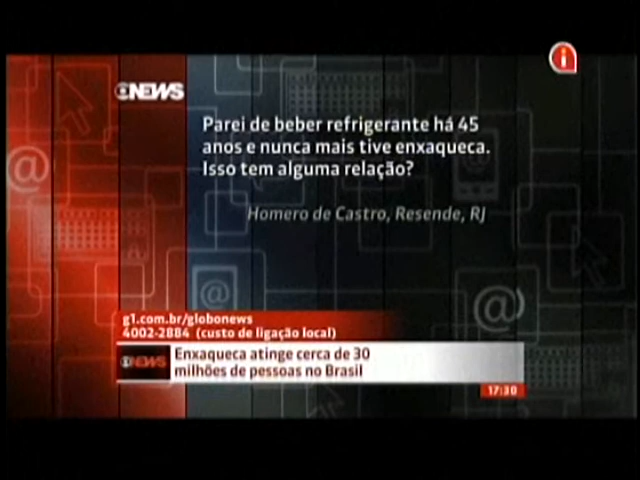 NEWS
Parei de beber refrigerante há 45
anos e nunca mais tive enxaqueca.
Isso tem alguma relação?
Homero de Castro, Resende, RJ
@
@
@
g1.com.br/globonews
4002-2884 (custo de ligação local)
NEWS
Enxaqueca atinge cerca de 30
milhões de pessoas no Brasil
17:30
i